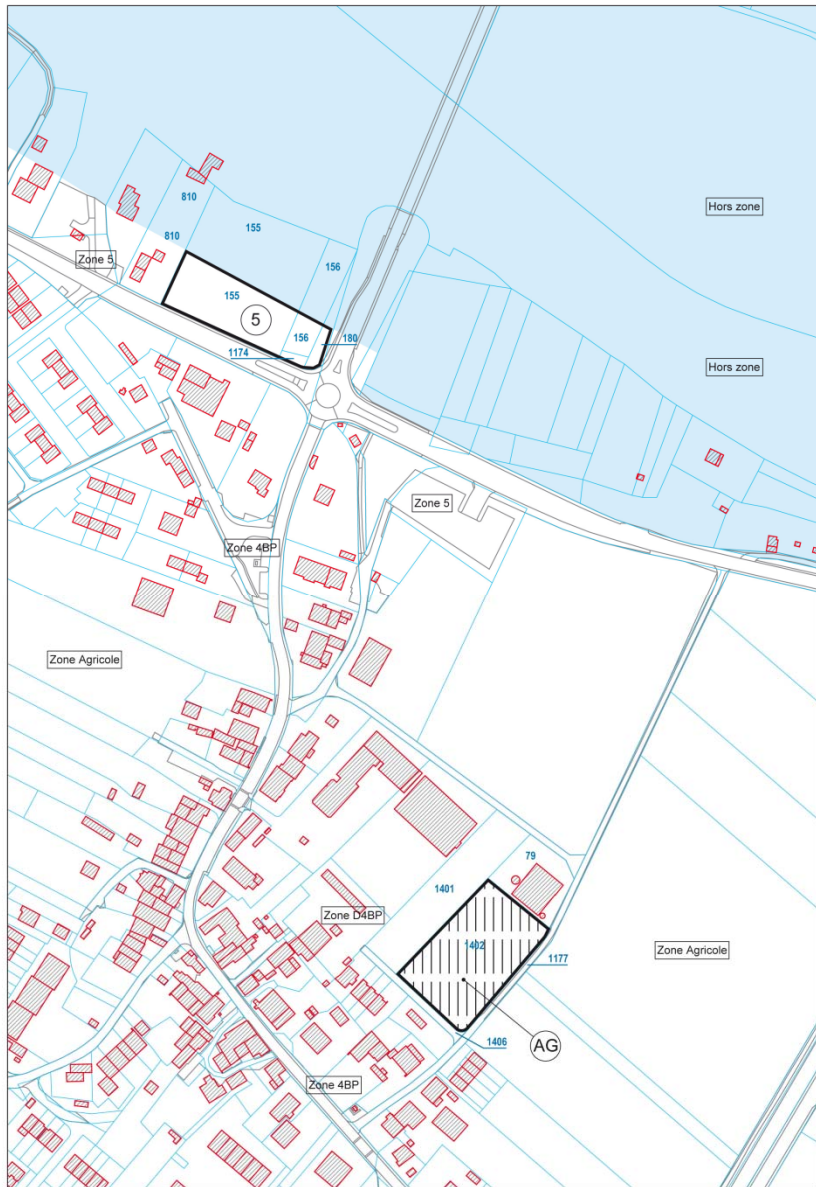 810
Hors zone
810
155
Zone 5
156
155
5
156
180
1174
Hors zone
Zone 5
Zone 4BP
Zone Agricole
79
1401
Zone D4BP
1402
Zone Agricole
1177
1406
AG
Zone 4BP